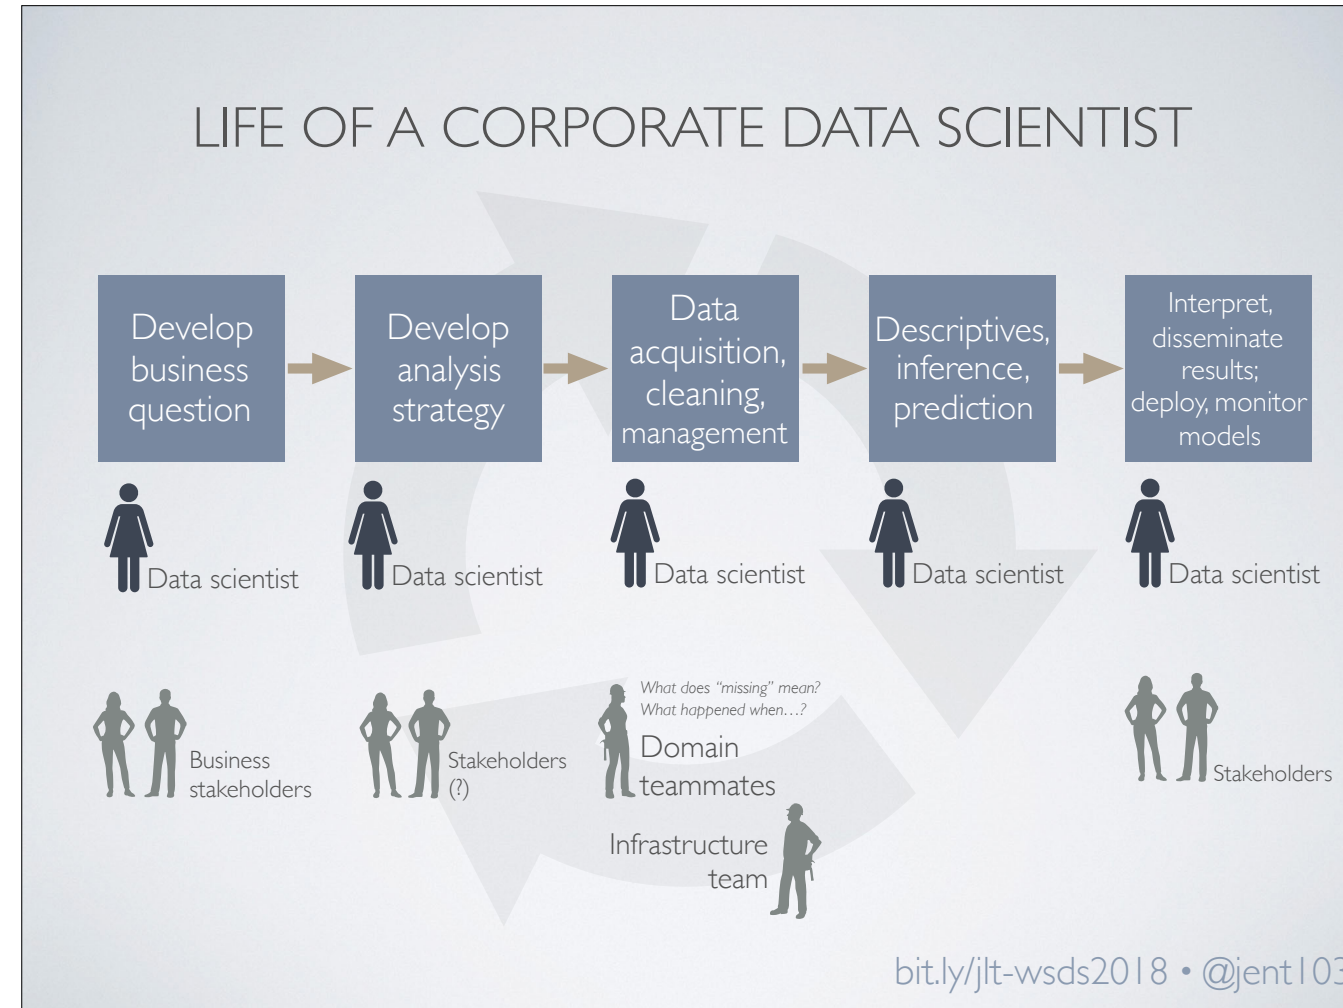 LIFE OF A CORPORATE DATA SCIENTIST
Develop
business
question
Develop
analysis
strategy
Data
acquisition,
cleaning,
management
Descriptives,
inference,
prediction
Interpret,
disseminate
results;
deploy, monitor
models
Data scientist
Data scientist
Data scientist
Data scientist
Data scientist
Business
stakeholders
Stakeholders
(?)
What does “missing” mean?
What happened when…?
Domain
teammates
Infrastructure
team
Stakeholders
bit.ly/jlt-wsds2018 • @jent103